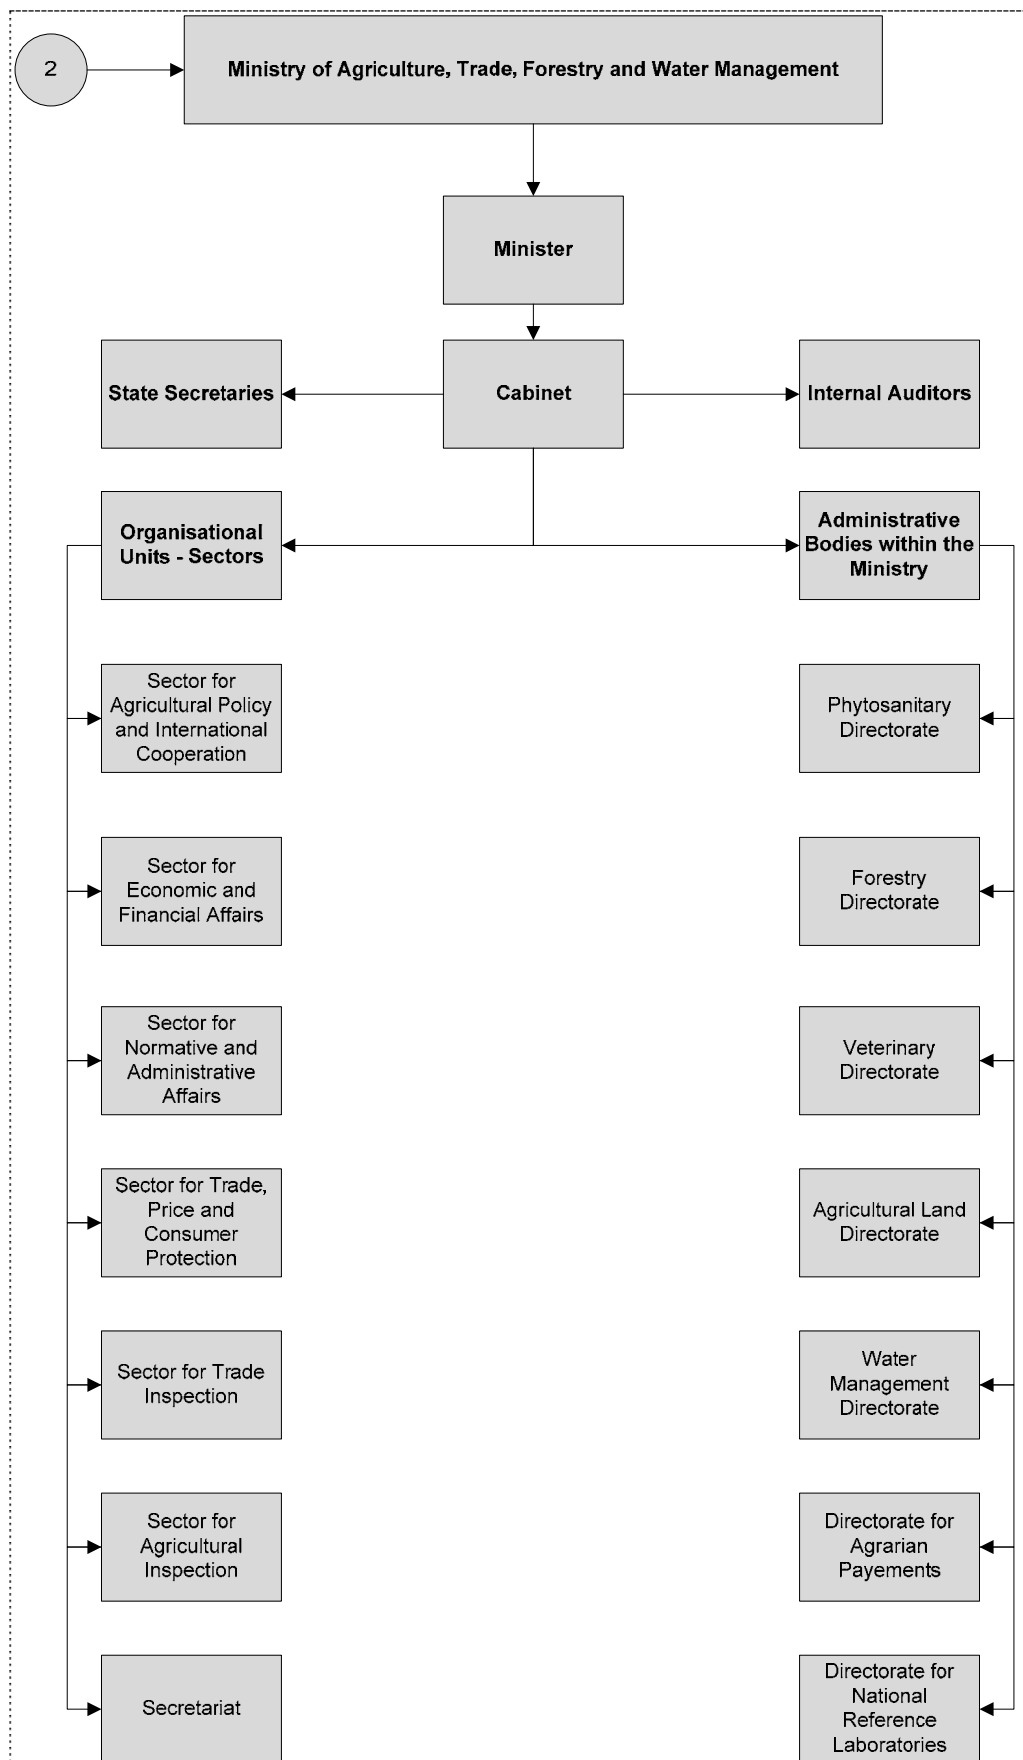 2
Ministry of Agriculture, Trade, Forestry and Water Management
Minister
State Secretaries
Cabinet
Internal Auditors
Organisational
Units - Sectors
Administrative
Bodies within the
Ministry
Sector for
Agricultural Policy
and International
Cooperation
Phytosanitary
Directorate
Sector for
Economic and
Financial Affairs
Forestry
Directorate
Sector for
Normative and
Administrative
Affairs
Veterinary
Directorate
Sector for Trade,
Price and
Consumer
Protection
Agricultural Land
Directorate
Sector for Trade
Inspection
Water
Management
Directorate
Sector for
Agricultural
Inspection
Directorate for
Agrarian
Payements
Secretariat
Directorate for
National
Reference
Laboratories